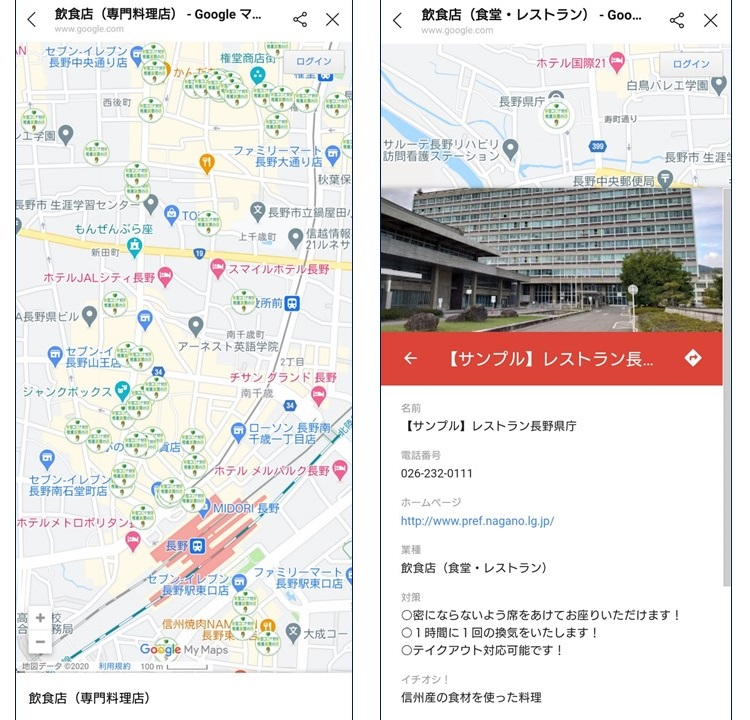 飲食店（専門料理店） - Google マ...
www.google.com
ログイン
セブン-イレブン
長野中央通り店
権堂商店街
西後町
ファミリーマート
長野大通り店
秋葉保
長野市 生涯学習センター
もんぜんぷら座
新田町
長野市立鍋屋田小
上千歳町
信越情報
21ルネサ
19
ホテルJALシティ長野
スマイルホテル長野
役所前
A長野県ビル
南千歳町
アーネスト英語学院
セブン-イ
長野山王店
2丁目
34
チサン グランド 長野
ジャンクボックス
南千歳
34
ローソン 長野南
千歳一丁目店
セブン-イレブン
長野南石堂町店
ホテル メルパルク長野
MIDORI 長野
ホテルメトロポリタン
長野
セブン-イレブン
長野駅東口店
ファミリーマート
長野駅東口店
信州焼肉NAM
長野東
大成コー
+
−
Google My Maps
地図データ ©2020
利用規約
100 m
飲食店（専門料理店）
飲食店（食堂・レストラン） - Goo...
www.google.com
ログイン
ホテル国際21
白鳥バレエ学園
長野県庁
寿町通り
サルーテ長野リハビリ
訪問看護ステーション
399
長野市 生涯
長野中央郵便局
【サンプル】レストラン長...
名前
【サンプル】レストラン長野県庁
電話番号
026-232-0111
ホームページ
http://www.pref.nagano.lg.jp/
業種
飲食店（食堂・レストラン）
対策
○密にならないよう席をあけてお座りいただけます！
○１時間に１回の換気をいたします！
○テイクアウト対応可能です！
イチオシ！
信州産の食材を使った料理